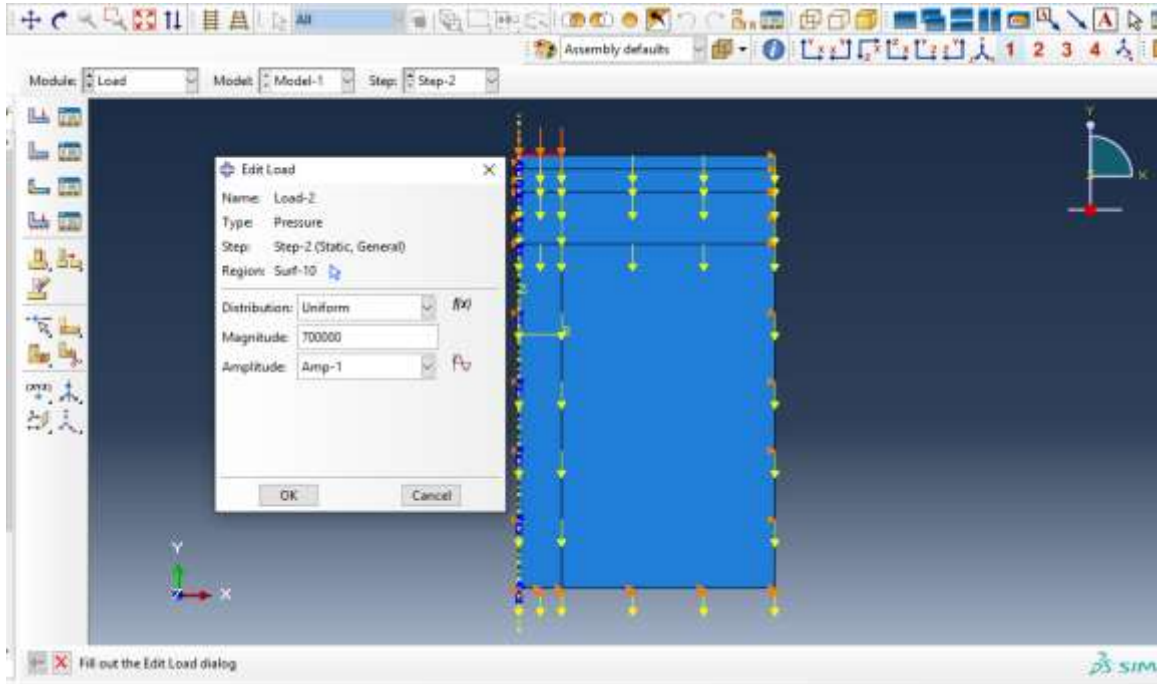 All
Assembly defaults
1 2 3 4
Module: Load Model: Model-1 Step: Step-2
Edit Load
Name: Load-2
Type: Pressure
Step: Step-2 (Static, General)
Region: Surf-10
Distribution: Uniform f(x)
Magnitude: 700000
Amplitude: Amp-1
OK Cancel
Y
X
Y
Z X
Fill out the Edit Load dialog
SIM